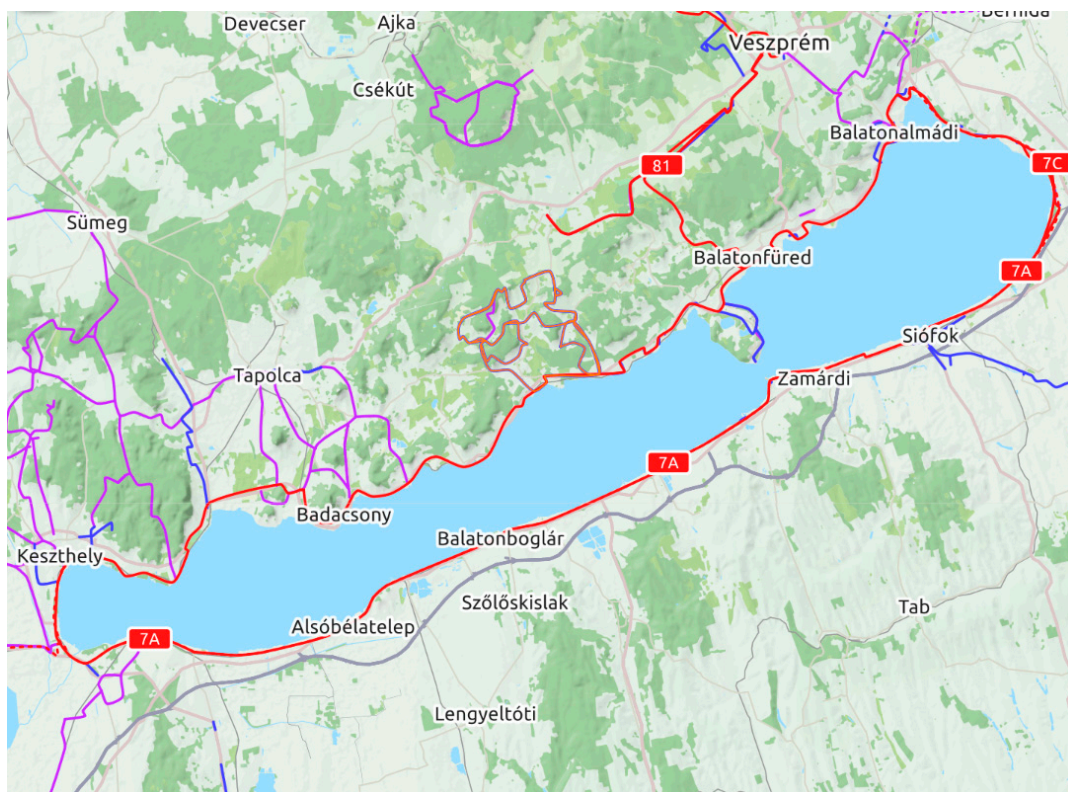 Berhida
Devecser
Ajka
Veszprém
Csékút
Balatonalmádi
81
7C
Sümeg
Balatonfüred
7A
Siófok
Tapolca
Zamárdi
7A
Badacsony
Balatonboglár
Keszthely
Szőlőskislak
Tab
Alsóbélatelep
7A
Lengyeltóti